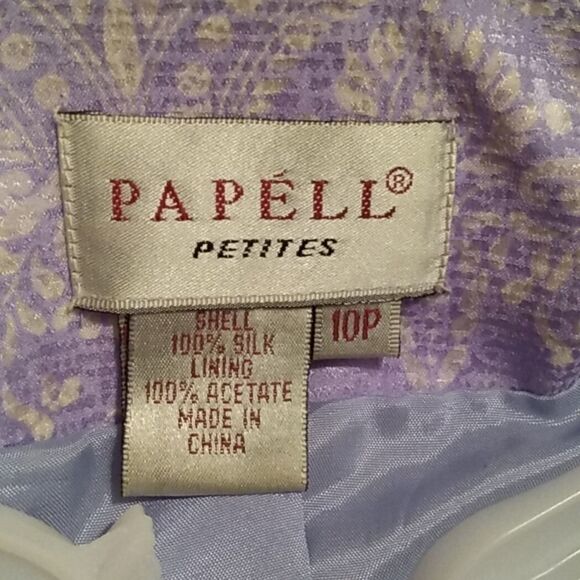 PAPÉLL®
PETITES
10P
SHELL
100% SILK
LINING
100% ACETATE
MADE IN
CHINA